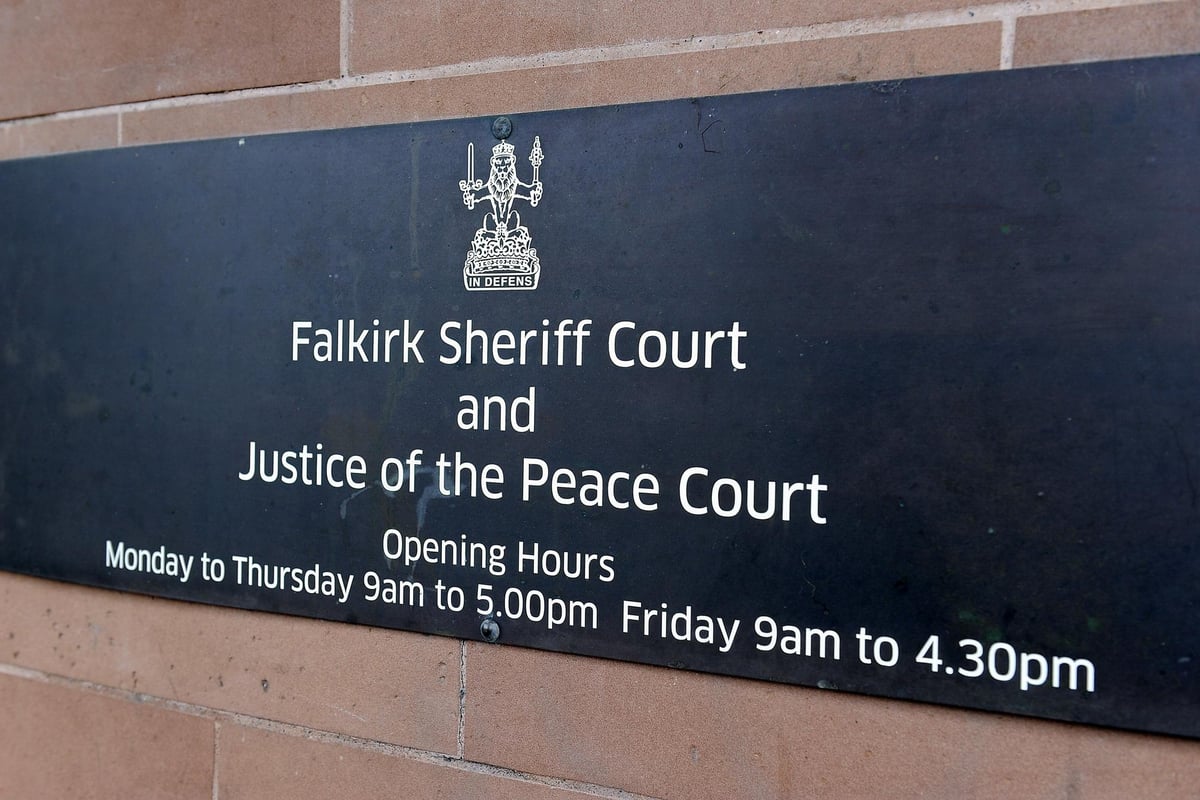 IN DEFENS
Falkirk Sheriff Court
and
Justice of the Peace Court
Opening Hours
Monday to Thursday 9am to 5.00pm Friday 9am to 4.30pm